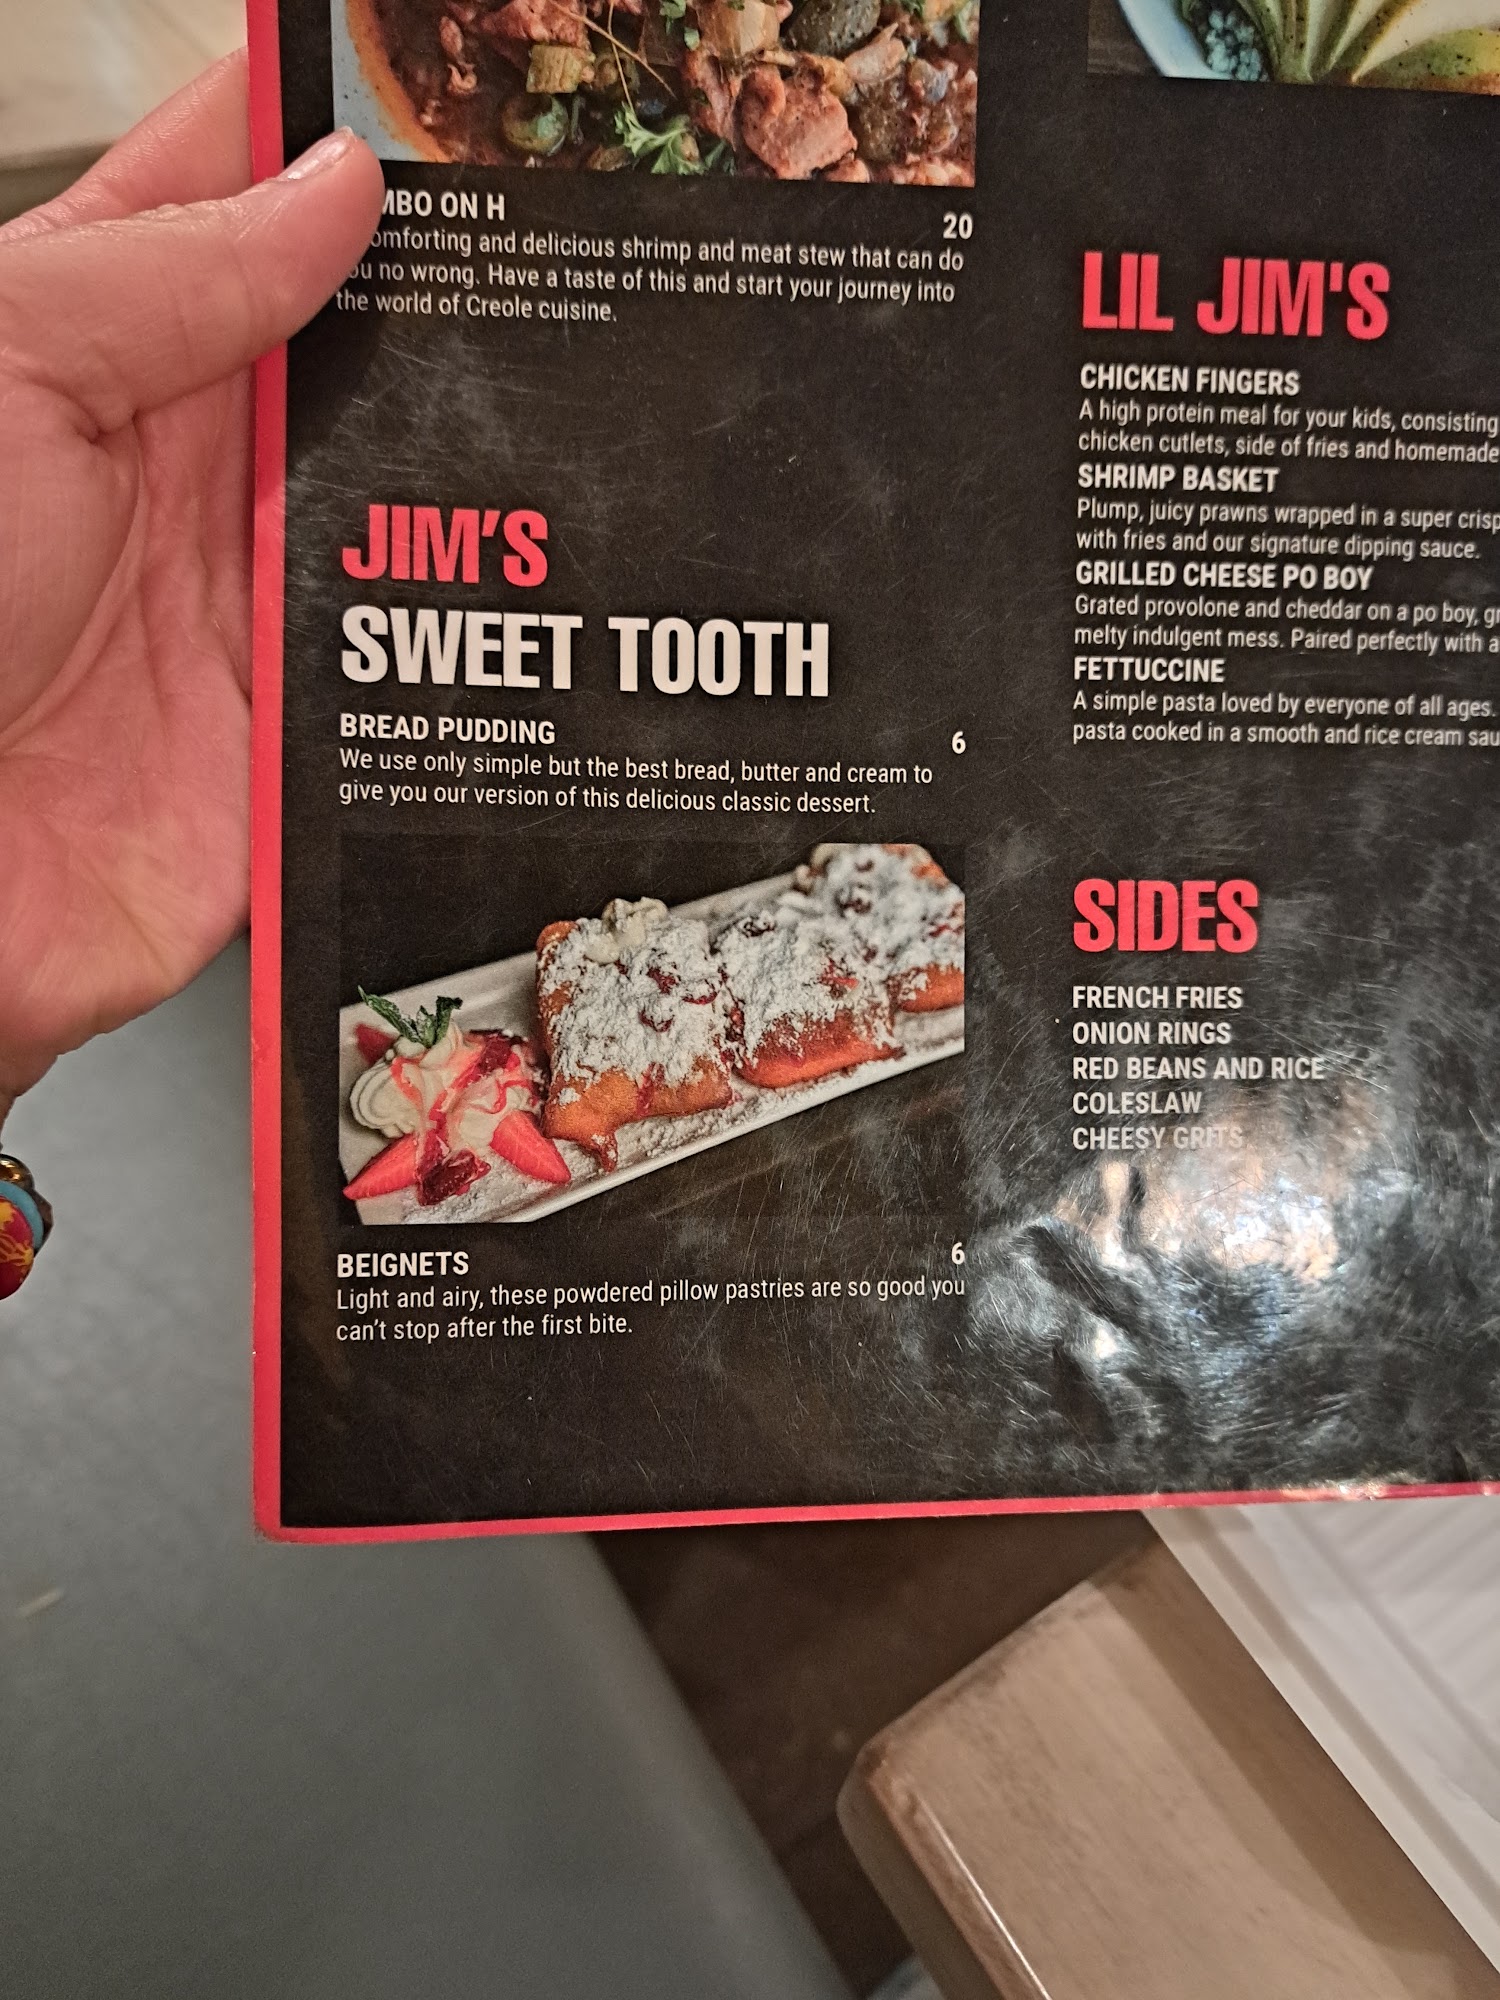 MBO ON H 20
omforting and delicious shrimp and meat stew that can do
ou no wrong. Have a taste of this and start your journey into
the world of Creole cuisine.
JIM'S
SWEET TOOTH
BREAD PUDDING 6
We use only simple but the best bread, butter and cream to
give you our version of this delicious classic dessert.
BEIGNETS 6
Light and airy, these powdered pillow pastries are so good you
can't stop after the first bite.
LIL JIM'S
CHICKEN FINGERS
A high protein meal for your kids, consisting
chicken cutlets, side of fries and homemade
SHRIMP BASKET
Plump, juicy prawns wrapped in a super crisp
with fries and our signature dipping sauce.
GRILLED CHEESE PO BOY
Grated provolone and cheddar on a po boy, gr
melty indulgent mess. Paired perfectly with a
FETTUCCINE
A simple pasta loved by everyone of all ages.
pasta cooked in a smooth and rice cream sau
SIDES
FRENCH FRIES
ONION RINGS
RED BEANS AND RICE
COLESLAW
CHEESY GRITS